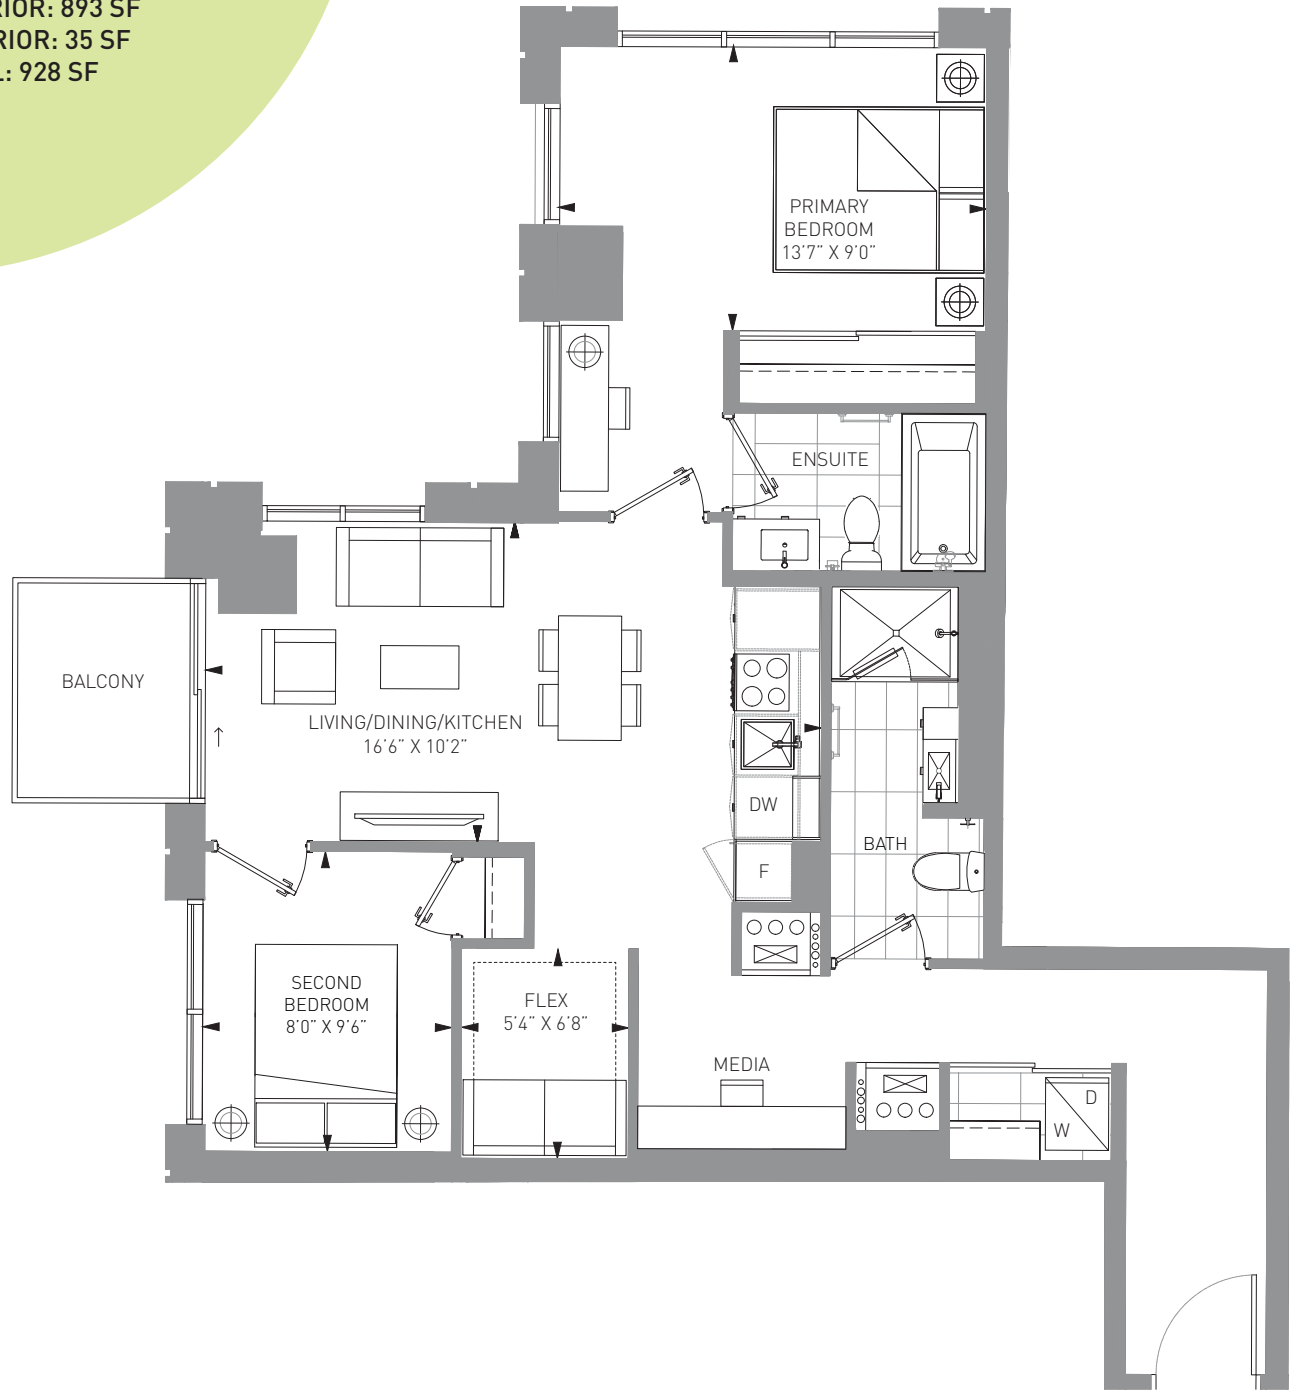 RIOR: 893 SF
RIOR: 35 SF
L: 928 SF
PRIMARY
BEDROOM
13'7" X 9'0"
ENSUITE
BALCONY
LIVING/DINING/KITCHEN
16'6" X 10'2"
DW
F
BATH
SECOND
BEDROOM
8'0" X 9'6"
FLEX
5'4" X 6'8"
MEDIA
D
W